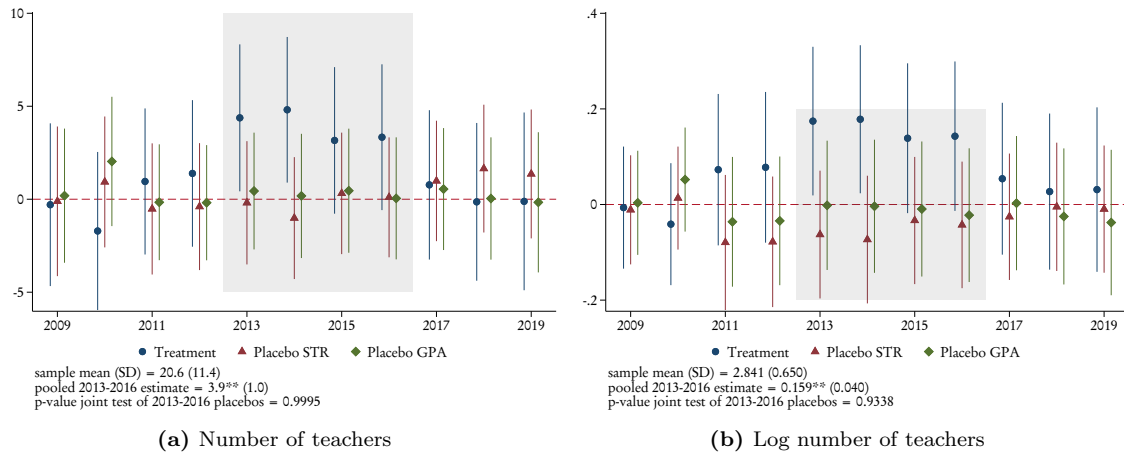 10
5
0
-5
2009 2011 2013 2015 2017 2019
Treatment Placebo STR Placebo GPA
sample mean (SD) = 20.6 (11.4)
pooled 2013-2016 estimate = 3.9** (1.0)
p-value joint test of 2013-2016 placebos = 0.9995
(a) Number of teachers
.4
.2
0
-.2
2009 2011 2013 2015 2017 2019
Treatment Placebo STR Placebo GPA
sample mean (SD) = 2.841 (0.650)
pooled 2013-2016 estimate = 0.159** (0.040)
p-value joint test of 2013-2016 placebos = 0.9338
(b) Log number of teachers